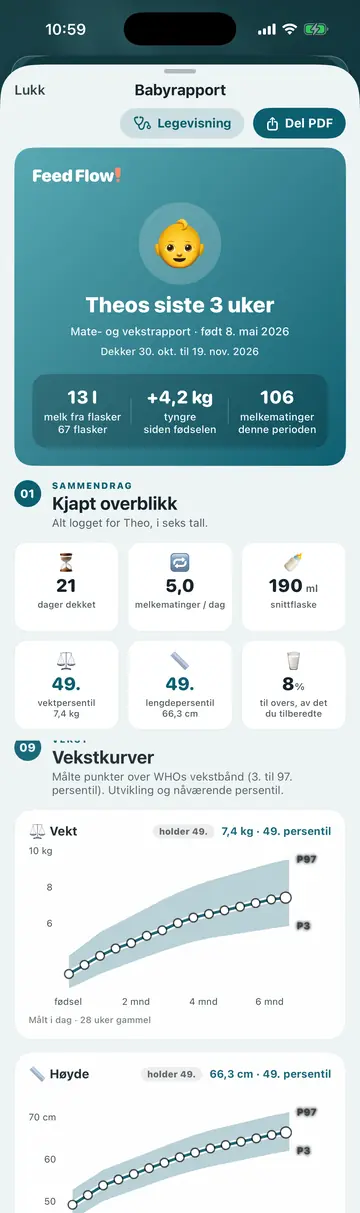 10:59
Lukk
Babyrapport
Legevisning
Del PDF
Feed Flow!
Theos siste 3 uker
Mate- og vekstrapport · født 8. mai 2026
Dekker 30. okt. til 19. nov. 2026
13 l
melk fra flasker
67 flasker
+4,2 kg
tyngre
siden fødselen
106
melkematinger
denne perioden
01
SAMMENDRAG
Kjapt overblikk
Alt logget for Theo, i seks tall.
21
dager dekket
5,0
melkematinger / dag
190 ml
snittflaske
49.
vektpersentil
7,4 kg
49.
lengdepersentil
66,3 cm
8%
til overs, av det
du tilberedte
09
Vekstkurver
Målte punkter over WHOs vekstbånd (3. til 97.
persentil). Utvikling og nåværende persentil.
Vekt
holder 49.
7,4 kg · 49. persentil
10 kg
P97
8
6
P3
fødsel
2 mnd
4 mnd
6 mnd
Målt i dag · 28 uker gammel
Høyde
holder 49.
66,3 cm · 49. persentil
70 cm
P97
60
P3
50